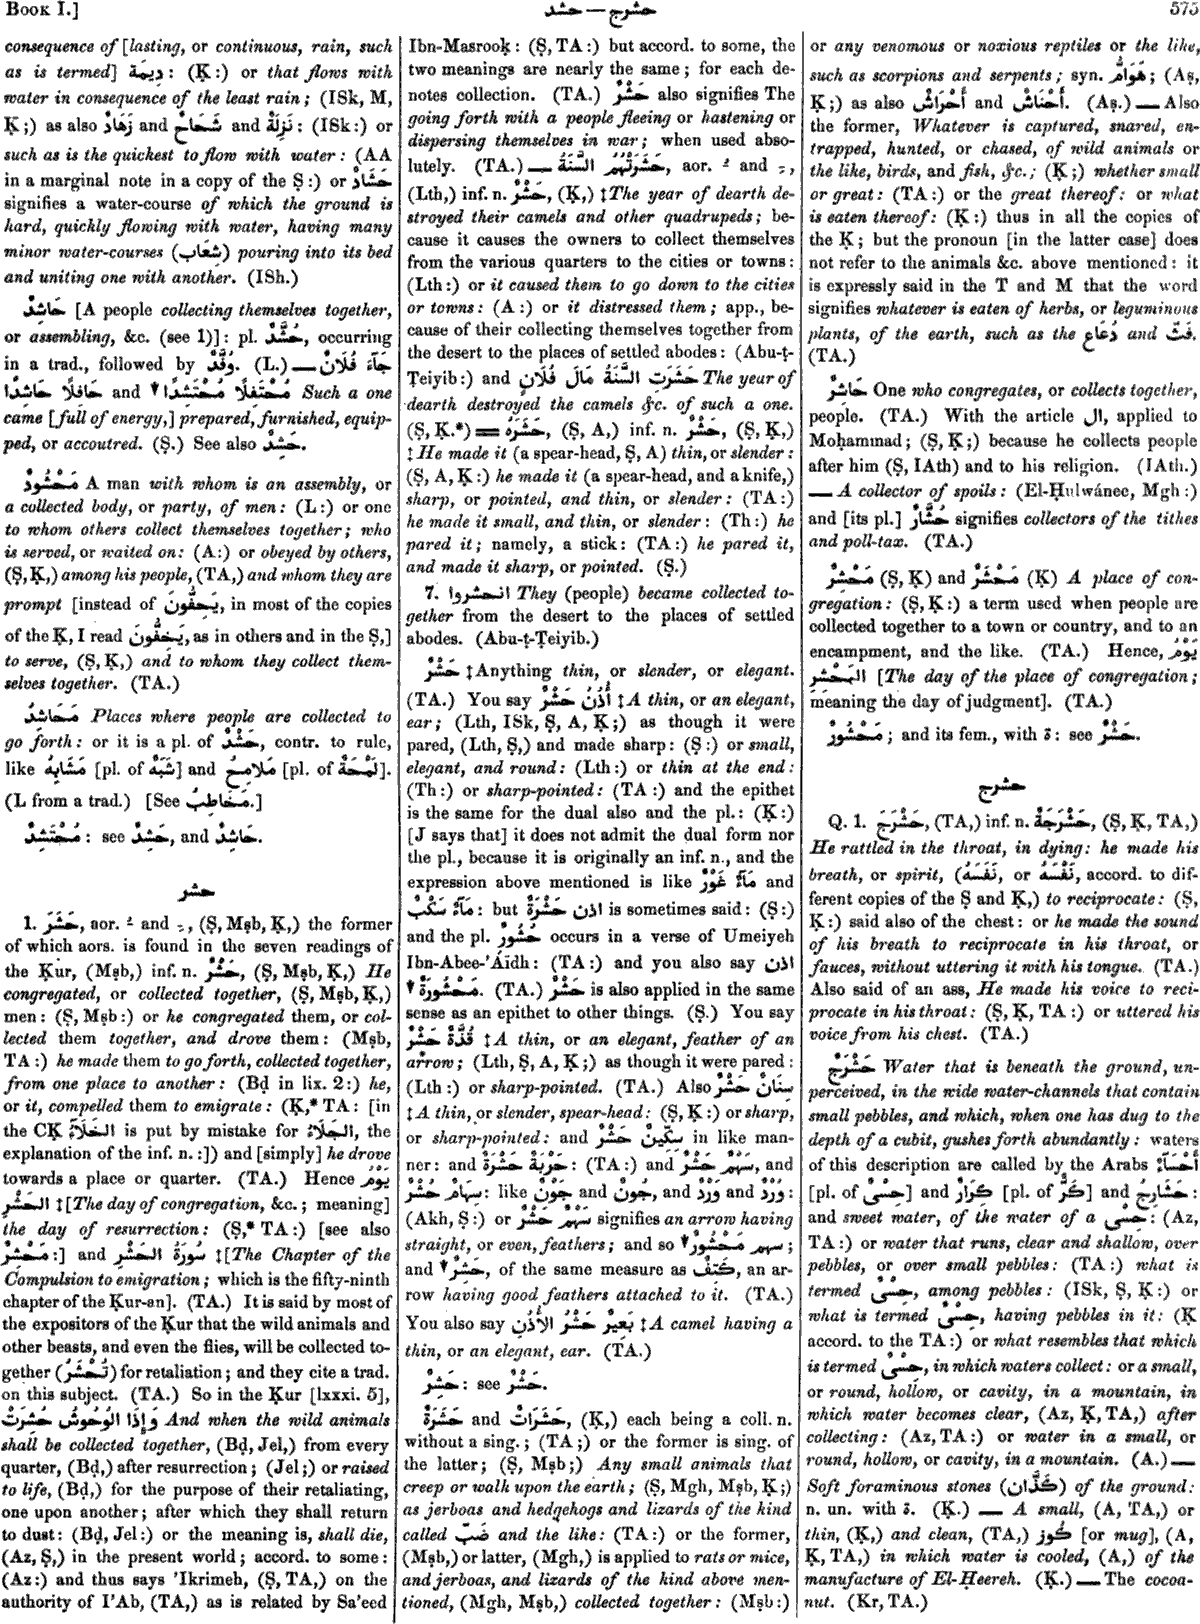 Book I.]
حشد — حشرج
575
consequence of [lasting, or continuous, rain, such
as is termed] دِيمَة: (Ḳ:) or that flows with
water in consequence of the least rain; (ISk, M,
Ḳ;) as also زَهَادٌ and شَحَاحٌ and نَزِلَةٌ: (ISk:) or
such as is the quickest to flow with water: (AA
in a marginal note in a copy of the Ṣ:) or حَشَادٌ
signifies a water-course of which the ground is
hard, quickly flowing with water, having many
minor water-courses (شِعَاب) pouring into its bed
and uniting one with another. (ISh.)
حَاشِدٌ [A people collecting themselves together,
or assembling, &c. (see 1)]: pl. حُشَّدٌ, occurring
in a trad., followed by وُفَّدٌ. (L.) — جَآءَ فُلَانٌ
حَافِلًا حَاشِدًا and مُحْتَفِلًا مُحْتَشِدًا Such a one
came [full of energy,] prepared, furnished, equip-
ped, or accoutred. (Ṣ.) See also حَشِدٌ.
مَحْشُودٌ A man with whom is an assembly, or
a collected body, or party, of men: (L:) or one
to whom others collect themselves together; who
is served, or waited on: (A:) or obeyed by others,
(Ṣ, Ḳ,) among his people, (TA,) and whom they are
prompt [instead of يَحُفُّونَ, in most of the copies
of the Ḳ, I read يَخِفُّونَ, as in others and in the Ṣ,]
to serve, (Ṣ, Ḳ,) and to whom they collect them-
selves together. (TA.)
مَحَاشِدُ Places where people are collected to
go forth: or it is a pl. of حَشْدٌ, contr. to rule,
like مَشَابِهُ [pl. of شَبَهٌ] and مَلَامِحُ [pl. of لَمْحَةٌ].
(L from a trad.) [See مَخَاطِبُ.]
مُحْتَشِدٌ: see حَشِدٌ, and حَاشِدٌ.
حشر
1. حَشَرَ, aor. ـُ and ـِ, (Ṣ, Mṣb, Ḳ,) the former
of which aors. is found in the seven readings of
the Ḳur, (Mṣb,) inf. n. حَشْرٌ, (Ṣ, Mṣb, Ḳ,) He
congregated, or collected together, (Ṣ, Mṣb, Ḳ,)
men: (Ṣ, Mṣb:) or he congregated them, or col-
lected them together, and drove them: (Mṣb,
TA:) he made them to go forth, collected together,
from one place to another: (Bḍ in lix. 2:) he,
or it, compelled them to emigrate: (Ḳ,* TA: [in
the CḲ الخَلَآءُ is put by mistake for الجَلَآءُ, the
explanation of the inf. n.:]) and [simply] he drove
towards a place or quarter. (TA.) Hence يَوْمُ
الحَشْرِ ‡ [The day of congregation, &c.; meaning]
the day of resurrection: (Ṣ,* TA:) [see also
مَحْشِرٌ:] and سُورَةُ الحَشْرِ ‡ [The Chapter of the
Compulsion to emigration; which is the fifty-ninth
chapter of the Ḳur-an]. (TA.) It is said by most of
the expositors of the Ḳur that the wild animals and
other beasts, and even the flies, will be collected to-
gether (تُحْشَرُ) for retaliation; and they cite a trad.
on this subject. (TA.) So in the Ḳur [lxxxi. 5],
وَإِذَا الوُحُوشُ حُشِرَتْ And when the wild animals
shall be collected together, (Bḍ, Jel,) from every
quarter, (Bḍ,) after resurrection; (Jel;) or raised
to life, (Bḍ,) for the purpose of their retaliating,
one upon another; after which they shall return
to dust: (Bḍ, Jel:) or the meaning is, shall die,
(Az, Ṣ,) in the present world; accord. to some:
(Az:) and thus says 'Ikrimeh, (Ṣ, TA,) on the
authority of I'Ab, (TA,) as is related by Sa'eed
Ibn-Masrooḳ: (Ṣ, TA:) but accord. to some, the
two meanings are nearly the same; for each de-
notes collection. (TA.) حَشْرٌ also signifies The
going forth with a people fleeing or hastening or
dispersing themselves in war; when used abso-
lutely. (TA.) — حَشَرَتْهُمُ السَّنَةُ, aor. ـُ and ـِ,
(Lth,) inf. n. حَشْرٌ, (Ḳ,) ‡ The year of dearth de-
stroyed their camels and other quadrupeds; be-
cause it causes the owners to collect themselves
from the various quarters to the cities or towns:
(Lth:) or it caused them to go down to the cities
or towns: (A:) or it distressed them; app., be-
cause of their collecting themselves together from
the desert to the places of settled abodes: (Abu-ṭ-
Ṭeiyib:) and حَشَرَتِ السَّنَةُ مَالَ فُلَانٍ The year of
dearth destroyed the camels &c. of such a one.
(Ṣ, Ḳ.*) = حَشَرَهُ, (Ṣ, A,) inf. n. حَشْرٌ, (Ṣ, Ḳ,)
‡ He made it (a spear-head, Ṣ, A) thin, or slender:
(Ṣ, A, Ḳ:) he made it (a spear-head, and a knife,)
sharp, or pointed, and thin, or slender: (TA:)
he made it small, and thin, or slender: (Th:) he
pared it; namely, a stick: (TA:) he pared it,
and made it sharp, or pointed. (Ṣ.)
7. انحشروا They (people) became collected to-
gether from the desert to the places of settled
abodes. (Abu-ṭ-Ṭeiyib.)
حَشْرٌ ‡ Anything thin, or slender, or elegant.
(TA.) You say أُذُنٌ حَشْرٌ ‡ A thin, or an elegant,
ear; (Lth, ISk, Ṣ, A, Ḳ;) as though it were
pared, (Lth, Ṣ,) and made sharp: (Ṣ:) or small,
elegant, and round: (Lth:) or thin at the end:
(Th:) or sharp-pointed: (TA:) and the epithet
is the same for the dual also and the pl.: (Ḳ:)
[J says that] it does not admit the dual form nor
the pl., because it is originally an inf. n., and the
expression above mentioned is like مَآءٌ غَوْرٌ and
مَآءٌ سَكْبٌ: but اذن حَشْرَةٌ is sometimes said: (Ṣ:)
and the pl. حُشُورٌ occurs in a verse of Umeiyeh
Ibn-Abee-'Áïdh: (TA:) and you also say اذن
مَحْشُورَةٌ. (TA.) حَشْرٌ is also applied in the same
sense as an epithet to other things. (Ṣ.) You say
قُذَّةٌ حَشْرٌ ‡ A thin, or an elegant, feather of an
arrow; (Lth, Ṣ, A, Ḳ;) as though it were pared:
(Lth:) or sharp-pointed. (TA.) Also سِنَانٌ حَشْرٌ
‡ A thin, or slender, spear-head: (Ṣ, Ḳ:) or sharp,
or sharp-pointed: and سِكِّينٌ حَشْرٌ in like man-
ner: and حَرْبَةٌ حَشْرَةٌ: (TA:) and سَهْمٌ حَشْرٌ, and
سِهَامٌ حُشْرٌ: like جَوْنٌ and جُونٌ, and وَرْدٌ and وُرْدٌ:
(Akh, Ṣ:) or سَهْمٌ حَشْرٌ signifies an arrow having
straight, or even, feathers; and so سهم مَحْشُورٌ;
and حَشِرٌ, of the same measure as كَتِفٌ, an ar-
row having good feathers attached to it. (TA.)
You also say بَعِيرٌ حَشْرُ الأُذُنِ ‡ A camel having a
thin, or an elegant, ear. (TA.)
حَشِرٌ: see حَشْرٌ.
حَشَرَةٌ and حَشَرَاتٌ, (Ḳ,) each being a coll. n.
without a sing.; (TA;) or the former is sing. of
the latter; (Ṣ, Mṣb;) Any small animals that
creep or walk upon the earth; (Ṣ, Mgh, Mṣb, Ḳ;)
as jerboas and hedgehogs and lizards of the kind
called ضَبّ and the like: (TA:) or the former,
(Mṣb,) or latter, (Mgh,) is applied to rats or mice,
and jerboas, and lizards of the kind above men-
tioned, (Mgh, Mṣb,) collected together: (Mṣb:)
or any venomous or noxious reptiles or the like,
such as scorpions and serpents; syn. هَوَامُّ; (Aṣ,
Ḳ;) as also أَحْرَاشٌ and أَحْنَاشٌ. (Aṣ.) — Also
the former, Whatever is captured, snared, en-
trapped, hunted, or chased, of wild animals or
the like, birds, and fish, &c.; (Ḳ;) whether small
or great: (TA:) or the great thereof: or what
is eaten thereof: (Ḳ:) thus in all the copies of
the Ḳ; but the pronoun [in the latter case] does
not refer to the animals &c. above mentioned: it
is expressly said in the T and M that the word
signifies whatever is eaten of herbs, or leguminous
plants, of the earth, such as the دُعَاع and فَثّ.
(TA.)
حَاشِرٌ One who congregates, or collects together,
people. (TA.) With the article ال, applied to
Moḥammad; (Ṣ, Ḳ;) because he collects people
after him (Ṣ, IAth) and to his religion. (IAth.)
— A collector of spoils: (El-Ḥulwánee, Mgh:)
and [its pl.] حُشَّارٌ signifies collectors of the tithes
and poll-tax. (TA.)
مَحْشِرٌ (Ṣ, Ḳ) and مَحْشَرٌ (Ḳ) A place of con-
gregation: (Ṣ, Ḳ:) a term used when people are
collected together to a town or country, and to an
encampment, and the like. (TA.) Hence, يَوْمُ
المَحْشِرِ [The day of the place of congregation;
meaning the day of judgment]. (TA.)
مَحْشُورٌ; and its fem., with ة: see حَشْرٌ.
حشرج
Q. 1. حَشْرَجَ, (TA,) inf. n. حَشْرَجَةٌ, (Ṣ, Ḳ, TA,)
He rattled in the throat, in dying: he made his
breath, or spirit, (نَفَسَهُ, or نَفْسَهُ, accord. to dif-
ferent copies of the Ṣ and Ḳ,) to reciprocate: (Ṣ,
Ḳ:) said also of the chest: or he made the sound
of his breath to reciprocate in his throat, or
fauces, without uttering it with his tongue. (TA.)
Also said of an ass, He made his voice to reci-
procate in his throat: (Ṣ, Ḳ, TA:) or uttered his
voice from his chest. (TA.)
حَشْرَجٌ Water that is beneath the ground, un-
perceived, in the wide water-channels that contain
small pebbles, and which, when one has dug to the
depth of a cubit, gushes forth abundantly: waters
of this description are called by the Arabs أَحْسَآءٌ
[pl. of حِسْىٌ] and كِرَارٌ [pl. of كَرٌّ] and حَشَارِجُ:
and sweet water, of the water of a حِسْى: (Az,
TA:) or water that runs, clear and shallow, over
pebbles, or over small pebbles: (TA:) what is
termed حِسْىٌ, among pebbles: (ISk, Ṣ, Ḳ:) or
what is termed حِسْىٌ, having pebbles in it: (Ḳ
accord. to the TA:) or what resembles that which
is termed حِسْىٌ, in which waters collect: or a small,
or round, hollow, or cavity, in a mountain, in
which water becomes clear, (Az, Ḳ, TA,) after
collecting: (Az, TA:) or water in a small, or
round, hollow, or cavity, in a mountain. (A.) —
Soft foraminous stones (كَذَّان) of the ground:
n. un. with ة. (Ḳ.) — A small, (A, TA,) or
thin, (Ḳ,) and clean, (TA,) كُوز [or mug], (A,
Ḳ, TA,) in which water is cooled, (A,) of the
manufacture of El-Ḥeereh. (Ḳ.) — The cocoa-
nut. (Kr, TA.)